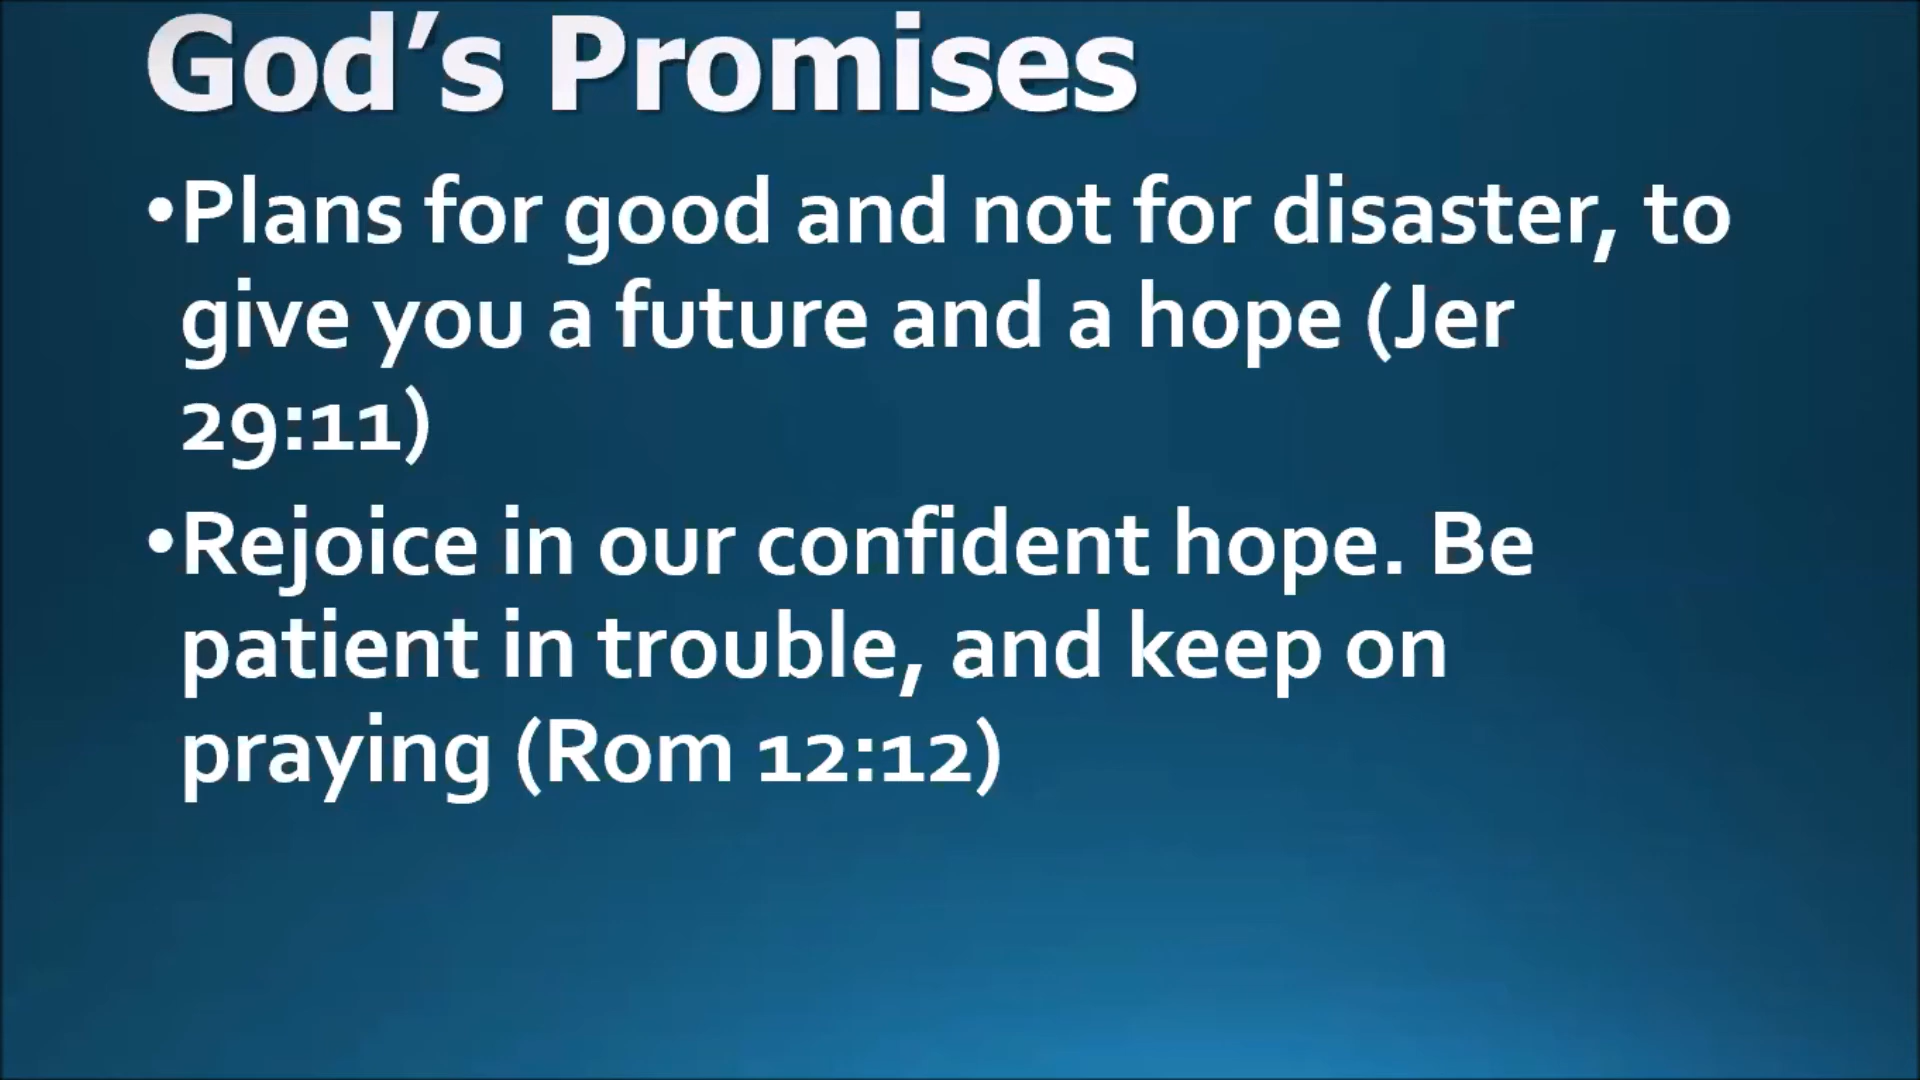 God’s Promises
•Plans for good and not for disaster, to
give you a future and a hope (Jer
29:11)
•Rejoice in our confident hope. Be
patient in trouble, and keep on
praying (Rom 12:12)